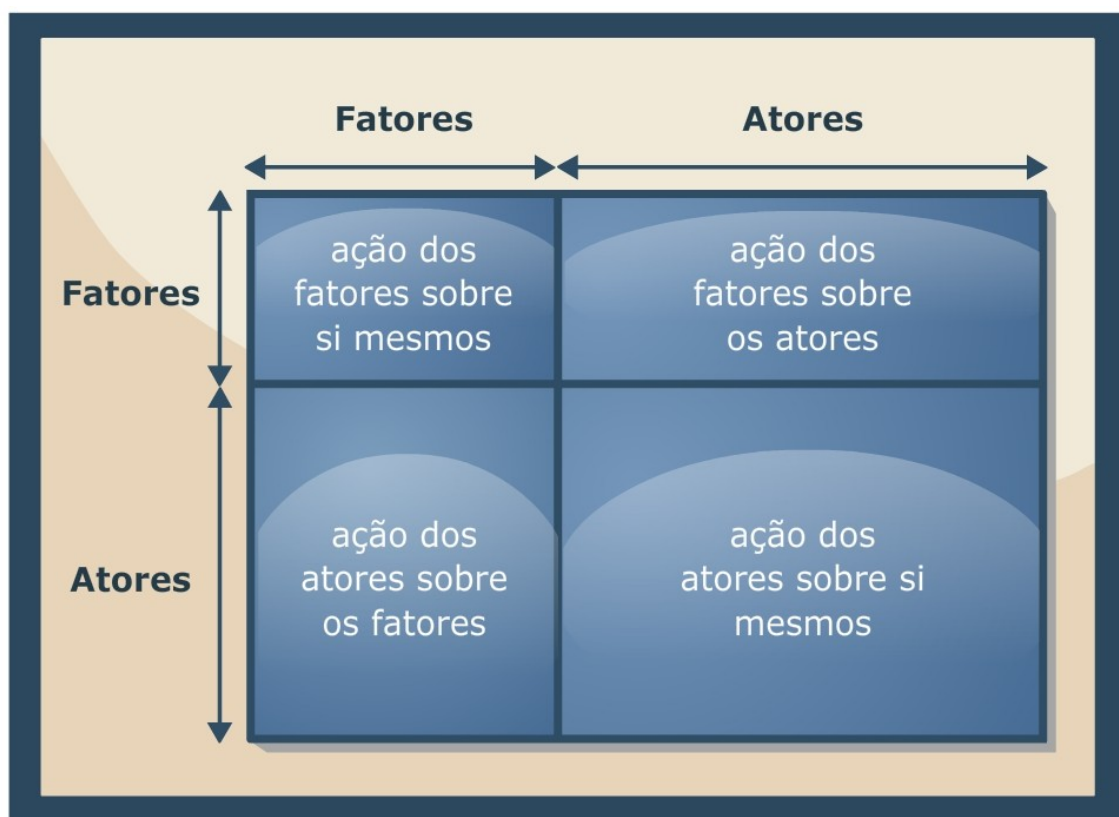 Fatores
Atores
Fatores
ação dos
fatores sobre
si mesmos
ação dos
fatores sobre
os atores
Atores
ação dos
atores sobre
os fatores
ação dos
atores sobre si
mesmos